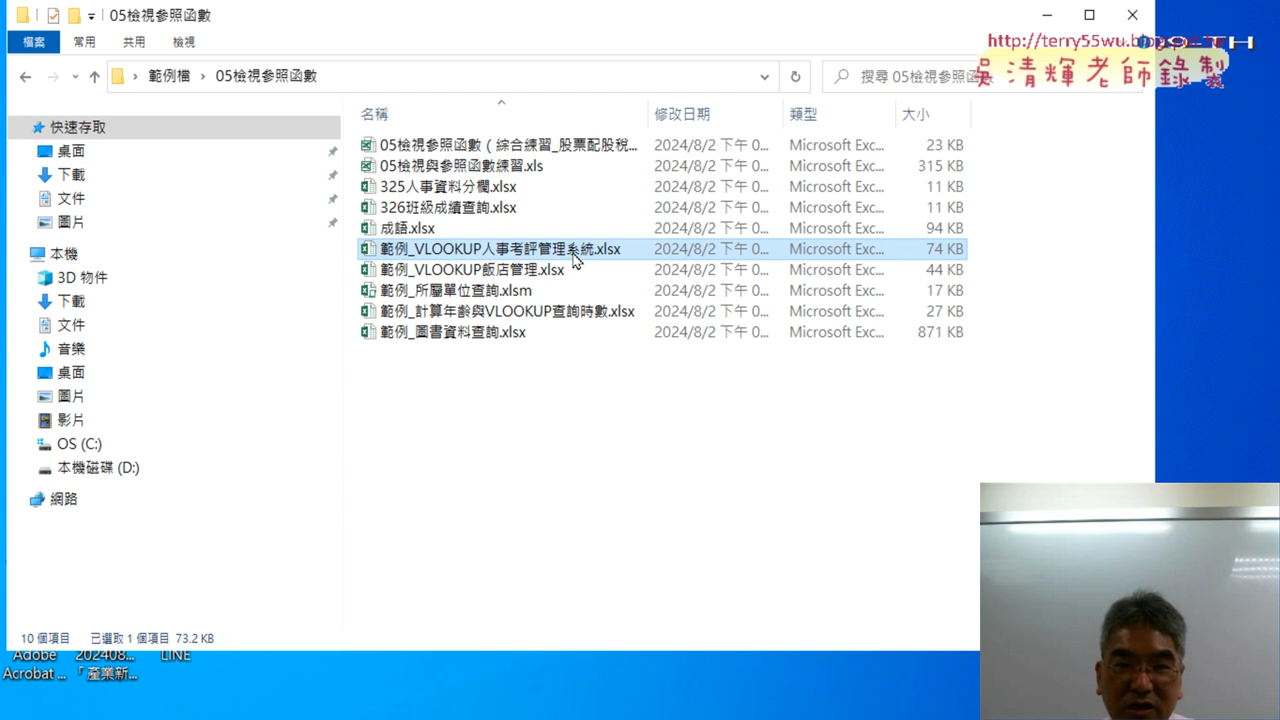 05檢視參照函數
檔案 常用 共用 檢視
範例檔 › 05檢視參照函數
搜尋 05檢視參照函
http://terry55wu.blo
吳清輝老師錄製
名稱 修改日期 類型 大小
快速存取
桌面
下載
文件
圖片
本機
3D 物件
下載
文件
音樂
桌面
圖片
影片
OS (C:)
本機磁碟 (D:)
網路
05檢視參照函數（綜合練習_股票配股稅... 2024/8/2 下午 0... Microsoft Exc... 23 KB
05檢視與參照函數練習.xls 2024/8/2 下午 0... Microsoft Exc... 315 KB
325人事資料分欄.xlsx 2024/8/2 下午 0... Microsoft Exc... 11 KB
326班級成績查詢.xlsx 2024/8/2 下午 0... Microsoft Exc... 11 KB
成語.xlsx 2024/8/2 下午 0... Microsoft Exc... 94 KB
範例_VLOOKUP人事考評管理系統.xlsx 2024/8/2 下午 0... Microsoft Exc... 74 KB
範例_VLOOKUP飯店管理.xlsx 2024/8/2 下午 0... Microsoft Exc... 44 KB
範例_所屬單位查詢.xlsm 2024/8/2 下午 0... Microsoft Exc... 17 KB
範例_計算年齡與VLOOKUP查詢時數.xlsx 2024/8/2 下午 0... Microsoft Exc... 27 KB
範例_圖書資料查詢.xlsx 2024/8/2 下午 0... Microsoft Exc... 871 KB
10 個項目 已選取 1 個項目 73.2 KB
Adobe 202408... LINE
Acrobat ... 「產業新...